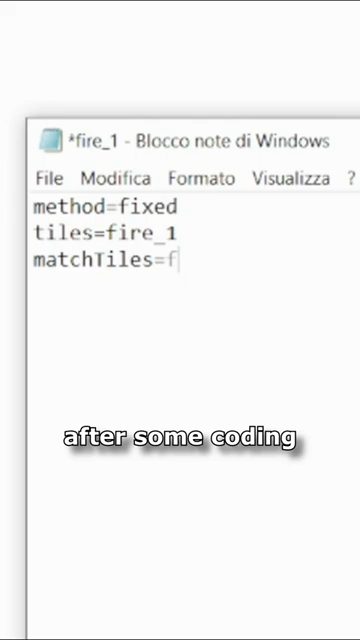 *fire_1 - Blocco note di Windows
File Modifica Formato Visualizza ?
method=fixed
tiles=fire_1
matchTiles=f
after some coding